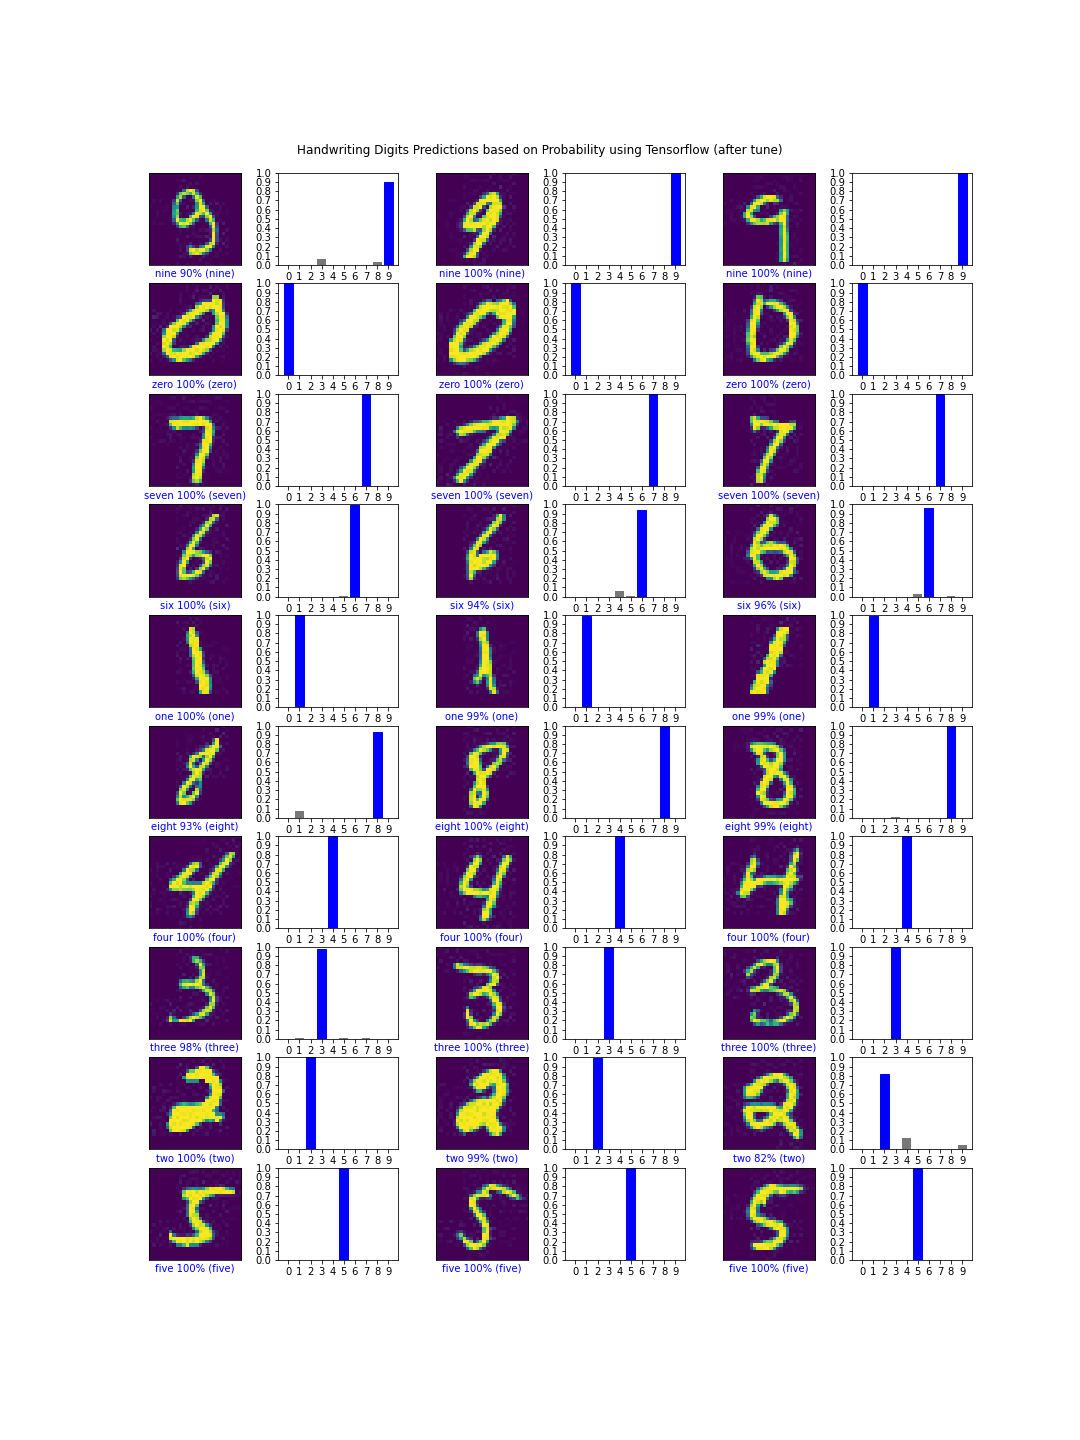 Handwriting Digits Predictions based on Probability using Tensorflow (after tune)
9 1.0 0.9 0.8 0.7 0.6 0.5 0.4 0.3 0.2 0.1 0.0 9 1.0 0.9 0.8 0.7 0.6 0.5 0.4 0.3 0.2 0.1 0.0 9 1.0 0.9 0.8 0.7 0.6 0.5 0.4 0.3 0.2 0.1 0.0
nine 90% (nine) 0 1 2 3 4 5 6 7 8 9 nine 100% (nine) 0 1 2 3 4 5 6 7 8 9 nine 100% (nine) 0 1 2 3 4 5 6 7 8 9
0 1.0 0.9 0.8 0.7 0.6 0.5 0.4 0.3 0.2 0.1 0.0 0 1.0 0.9 0.8 0.7 0.6 0.5 0.4 0.3 0.2 0.1 0.0 0 1.0 0.9 0.8 0.7 0.6 0.5 0.4 0.3 0.2 0.1 0.0
zero 100% (zero) 0 1 2 3 4 5 6 7 8 9 zero 100% (zero) 0 1 2 3 4 5 6 7 8 9 zero 100% (zero) 0 1 2 3 4 5 6 7 8 9
7 1.0 0.9 0.8 0.7 0.6 0.5 0.4 0.3 0.2 0.1 0.0 7 1.0 0.9 0.8 0.7 0.6 0.5 0.4 0.3 0.2 0.1 0.0 7 1.0 0.9 0.8 0.7 0.6 0.5 0.4 0.3 0.2 0.1 0.0
seven 100% (seven) 0 1 2 3 4 5 6 7 8 9 seven 100% (seven) 0 1 2 3 4 5 6 7 8 9 seven 100% (seven) 0 1 2 3 4 5 6 7 8 9
6 1.0 0.9 0.8 0.7 0.6 0.5 0.4 0.3 0.2 0.1 0.0 6 1.0 0.9 0.8 0.7 0.6 0.5 0.4 0.3 0.2 0.1 0.0 6 1.0 0.9 0.8 0.7 0.6 0.5 0.4 0.3 0.2 0.1 0.0
six 100% (six) 0 1 2 3 4 5 6 7 8 9 six 94% (six) 0 1 2 3 4 5 6 7 8 9 six 96% (six) 0 1 2 3 4 5 6 7 8 9
1 1.0 0.9 0.8 0.7 0.6 0.5 0.4 0.3 0.2 0.1 0.0 1 1.0 0.9 0.8 0.7 0.6 0.5 0.4 0.3 0.2 0.1 0.0 1 1.0 0.9 0.8 0.7 0.6 0.5 0.4 0.3 0.2 0.1 0.0
one 100% (one) 0 1 2 3 4 5 6 7 8 9 one 99% (one) 0 1 2 3 4 5 6 7 8 9 one 99% (one) 0 1 2 3 4 5 6 7 8 9
8 1.0 0.9 0.8 0.7 0.6 0.5 0.4 0.3 0.2 0.1 0.0 8 1.0 0.9 0.8 0.7 0.6 0.5 0.4 0.3 0.2 0.1 0.0 8 1.0 0.9 0.8 0.7 0.6 0.5 0.4 0.3 0.2 0.1 0.0
eight 93% (eight) 0 1 2 3 4 5 6 7 8 9 eight 100% (eight) 0 1 2 3 4 5 6 7 8 9 eight 99% (eight) 0 1 2 3 4 5 6 7 8 9
4 1.0 0.9 0.8 0.7 0.6 0.5 0.4 0.3 0.2 0.1 0.0 4 1.0 0.9 0.8 0.7 0.6 0.5 0.4 0.3 0.2 0.1 0.0 4 1.0 0.9 0.8 0.7 0.6 0.5 0.4 0.3 0.2 0.1 0.0
four 100% (four) 0 1 2 3 4 5 6 7 8 9 four 100% (four) 0 1 2 3 4 5 6 7 8 9 four 100% (four) 0 1 2 3 4 5 6 7 8 9
3 1.0 0.9 0.8 0.7 0.6 0.5 0.4 0.3 0.2 0.1 0.0 3 1.0 0.9 0.8 0.7 0.6 0.5 0.4 0.3 0.2 0.1 0.0 3 1.0 0.9 0.8 0.7 0.6 0.5 0.4 0.3 0.2 0.1 0.0
three 98% (three) 0 1 2 3 4 5 6 7 8 9 three 100% (three) 0 1 2 3 4 5 6 7 8 9 three 100% (three) 0 1 2 3 4 5 6 7 8 9
2 1.0 0.9 0.8 0.7 0.6 0.5 0.4 0.3 0.2 0.1 0.0 2 1.0 0.9 0.8 0.7 0.6 0.5 0.4 0.3 0.2 0.1 0.0 2 1.0 0.9 0.8 0.7 0.6 0.5 0.4 0.3 0.2 0.1 0.0
two 100% (two) 0 1 2 3 4 5 6 7 8 9 two 99% (two) 0 1 2 3 4 5 6 7 8 9 two 82% (two) 0 1 2 3 4 5 6 7 8 9
5 1.0 0.9 0.8 0.7 0.6 0.5 0.4 0.3 0.2 0.1 0.0 5 1.0 0.9 0.8 0.7 0.6 0.5 0.4 0.3 0.2 0.1 0.0 5 1.0 0.9 0.8 0.7 0.6 0.5 0.4 0.3 0.2 0.1 0.0
five 100% (five) 0 1 2 3 4 5 6 7 8 9 five 100% (five) 0 1 2 3 4 5 6 7 8 9 five 100% (five) 0 1 2 3 4 5 6 7 8 9